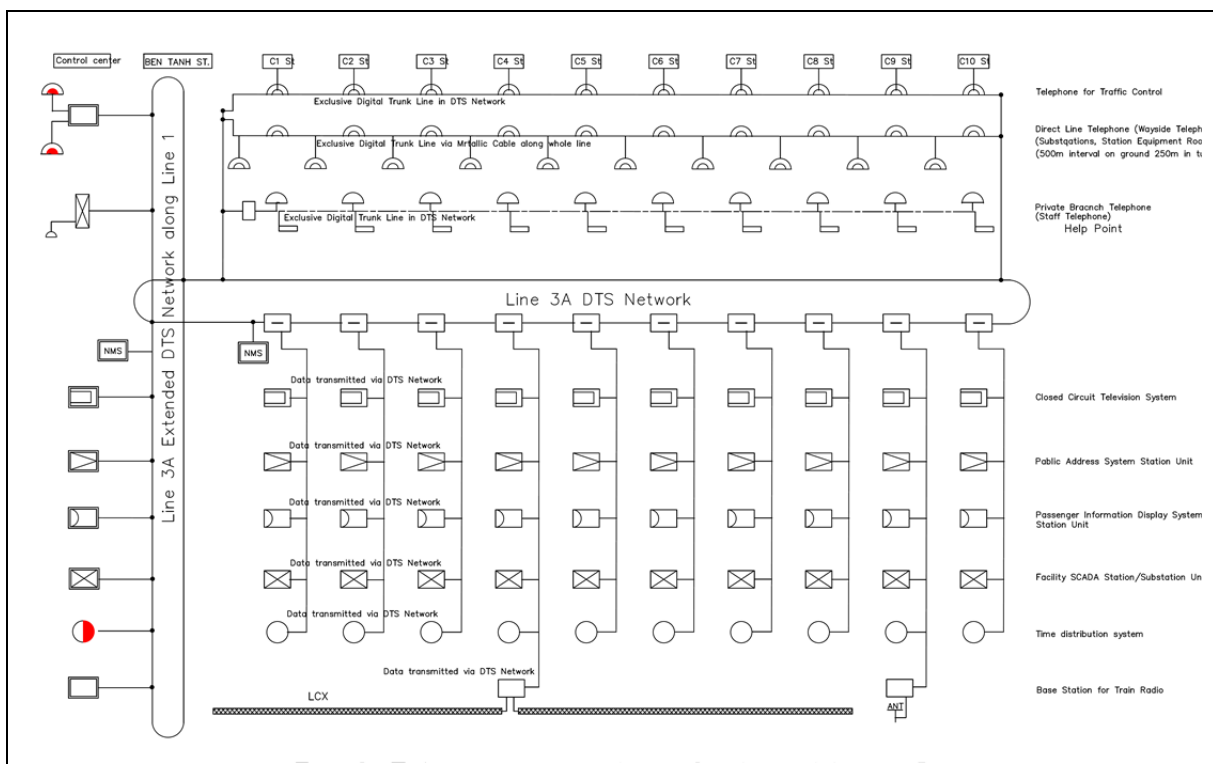 Control center
BEN TANH ST.
C1 St
C2 St
C3 St
C4 St
C5 St
C6 St
C7 St
C8 St
C9 St
C10 St
Exclusive Digital Trunk Line in DTS Network
Telephone for Traffic Control
Exclusive Digital Trunk Line via Mrtallic Cable along whole line
Direct Line Telephone (Wayside Teleph
(Substqations, Station Equipment Roo
(500m interval on ground 250m in tu
Exclusive Digital Trunk Line in DTS Network
Private Bracnch Telephone
(Staff Telephone)
Help Point
Line 3A Extended DTS Network along Line 1
Line 3A DTS Network
NMS
NMS
Data transmitted via DTS Network
Closed Circuit Television System
Data transmitted via DTS Network
Pablic Address System Station Unit
Data transmitted via DTS Network
Passenger Information Display System
Station Unit
Data transmitted via DTS Network
Facility SCADA Station/Substation Un
Data transmitted via DTS Network
Time distribution system
Data transmitted via DTS Network
LCX
ANT
Base Station for Train Radio